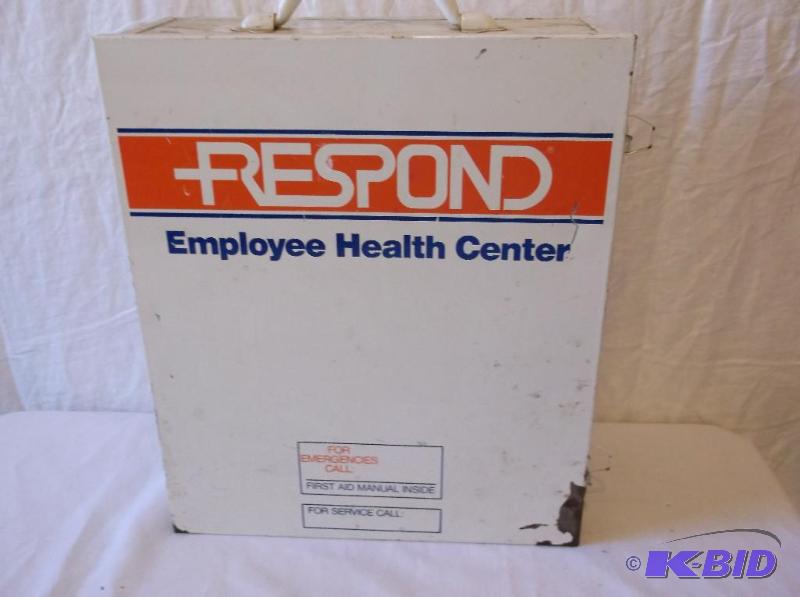 RESPOND®
Employee Health Center
FOR
EMERGENCIES
CALL:
FIRST AID MANUAL INSIDE
FOR SERVICE CALL:
© K-BID